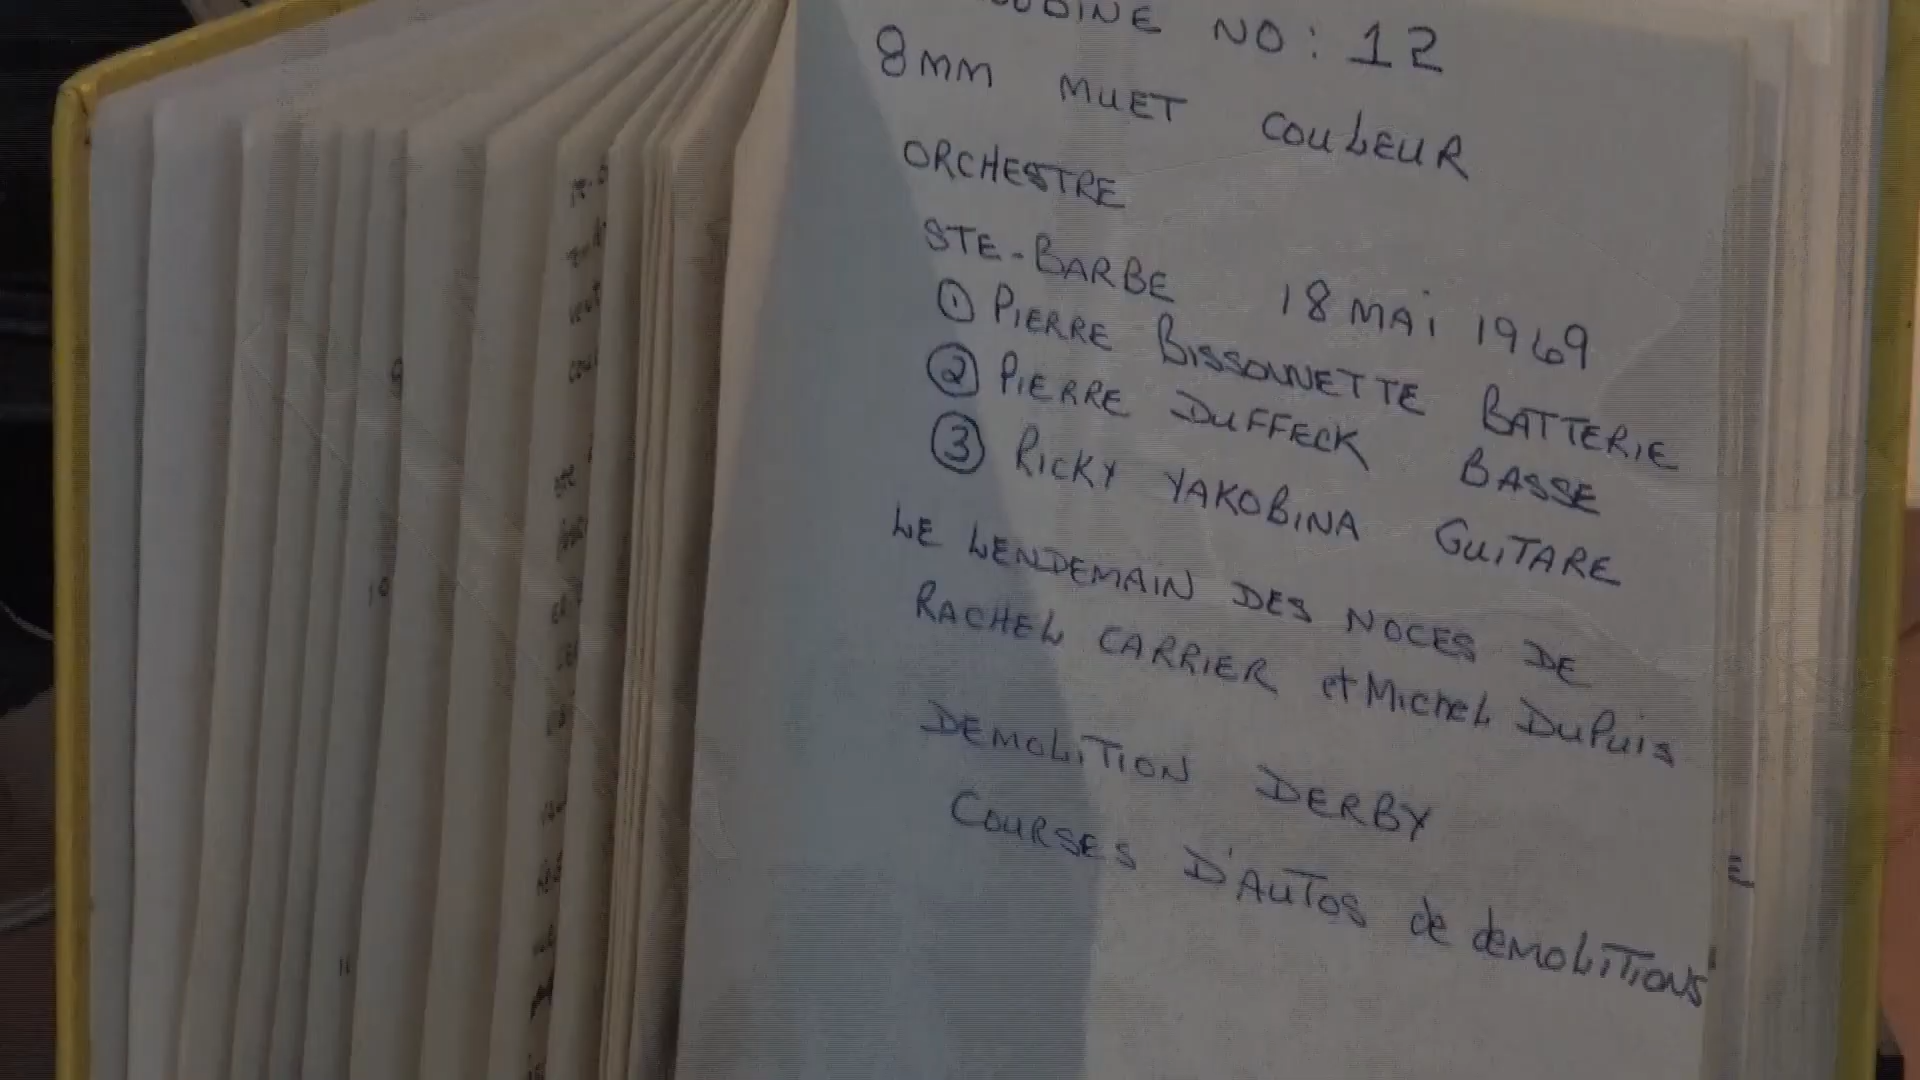 NO: 12
8MM MUET COULEUR
ORCHESTRE
STE-BARBE 18 MAi 1969
① PIERRE BISSONNETTE BATTERIE
② PIERRE DUFFECK BASSE
③ RICKY YAKOBINA GUITARE
LE LENDEMAIN DES NOCES DE
RACHEL CARRIER et MICHEL DUPUIS
DEMOLITION DERBY
COURSES D'AUTOS de dEMOLITIONS